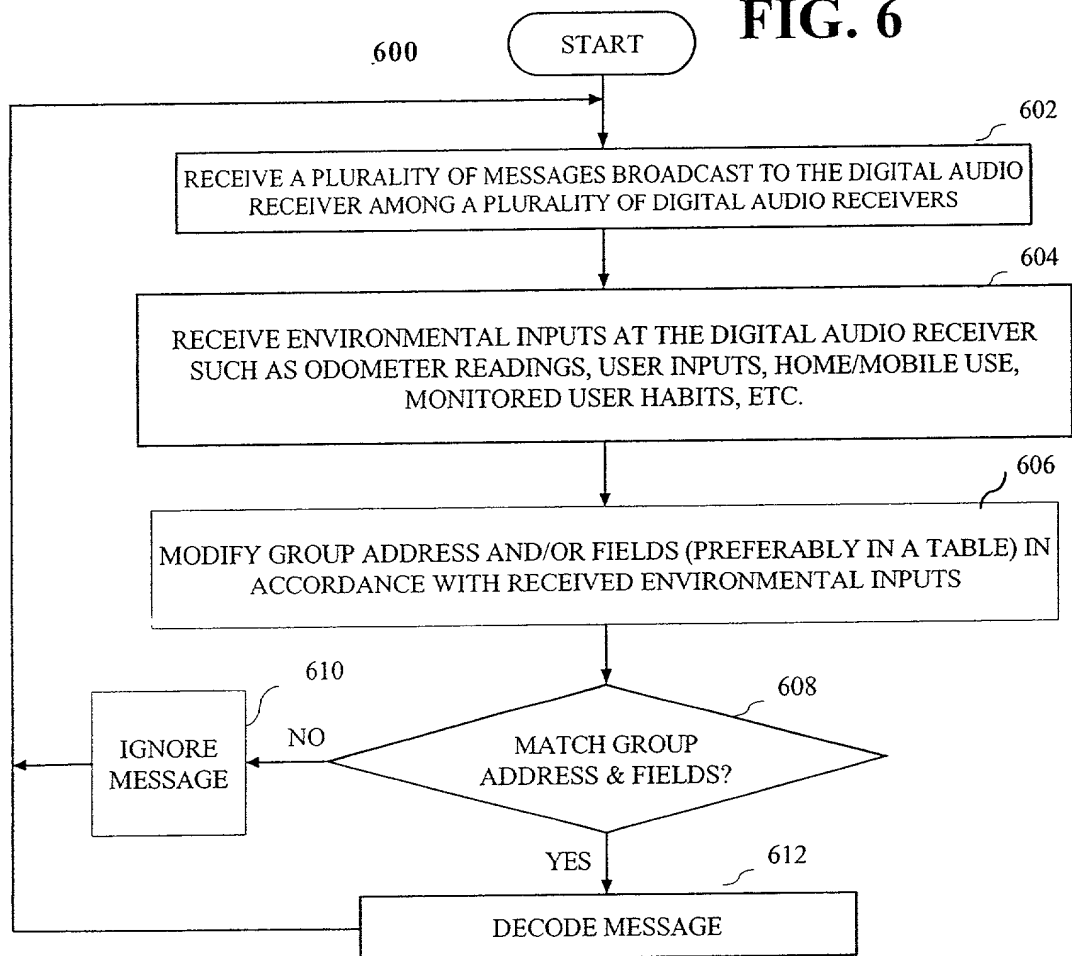 FIG. 6
600
START
602
RECEIVE A PLURALITY OF MESSAGES BROADCAST TO THE DIGITAL AUDIO
RECEIVER AMONG A PLURALITY OF DIGITAL AUDIO RECEIVERS
604
RECEIVE ENVIRONMENTAL INPUTS AT THE DIGITAL AUDIO RECEIVER
SUCH AS ODOMETER READINGS, USER INPUTS, HOME/MOBILE USE,
MONITORED USER HABITS, ETC.
606
MODIFY GROUP ADDRESS AND/OR FIELDS (PREFERABLY IN A TABLE) IN
ACCORDANCE WITH RECEIVED ENVIRONMENTAL INPUTS
610
608
IGNORE
MESSAGE
NO
MATCH GROUP
ADDRESS & FIELDS?
YES
612
DECODE MESSAGE